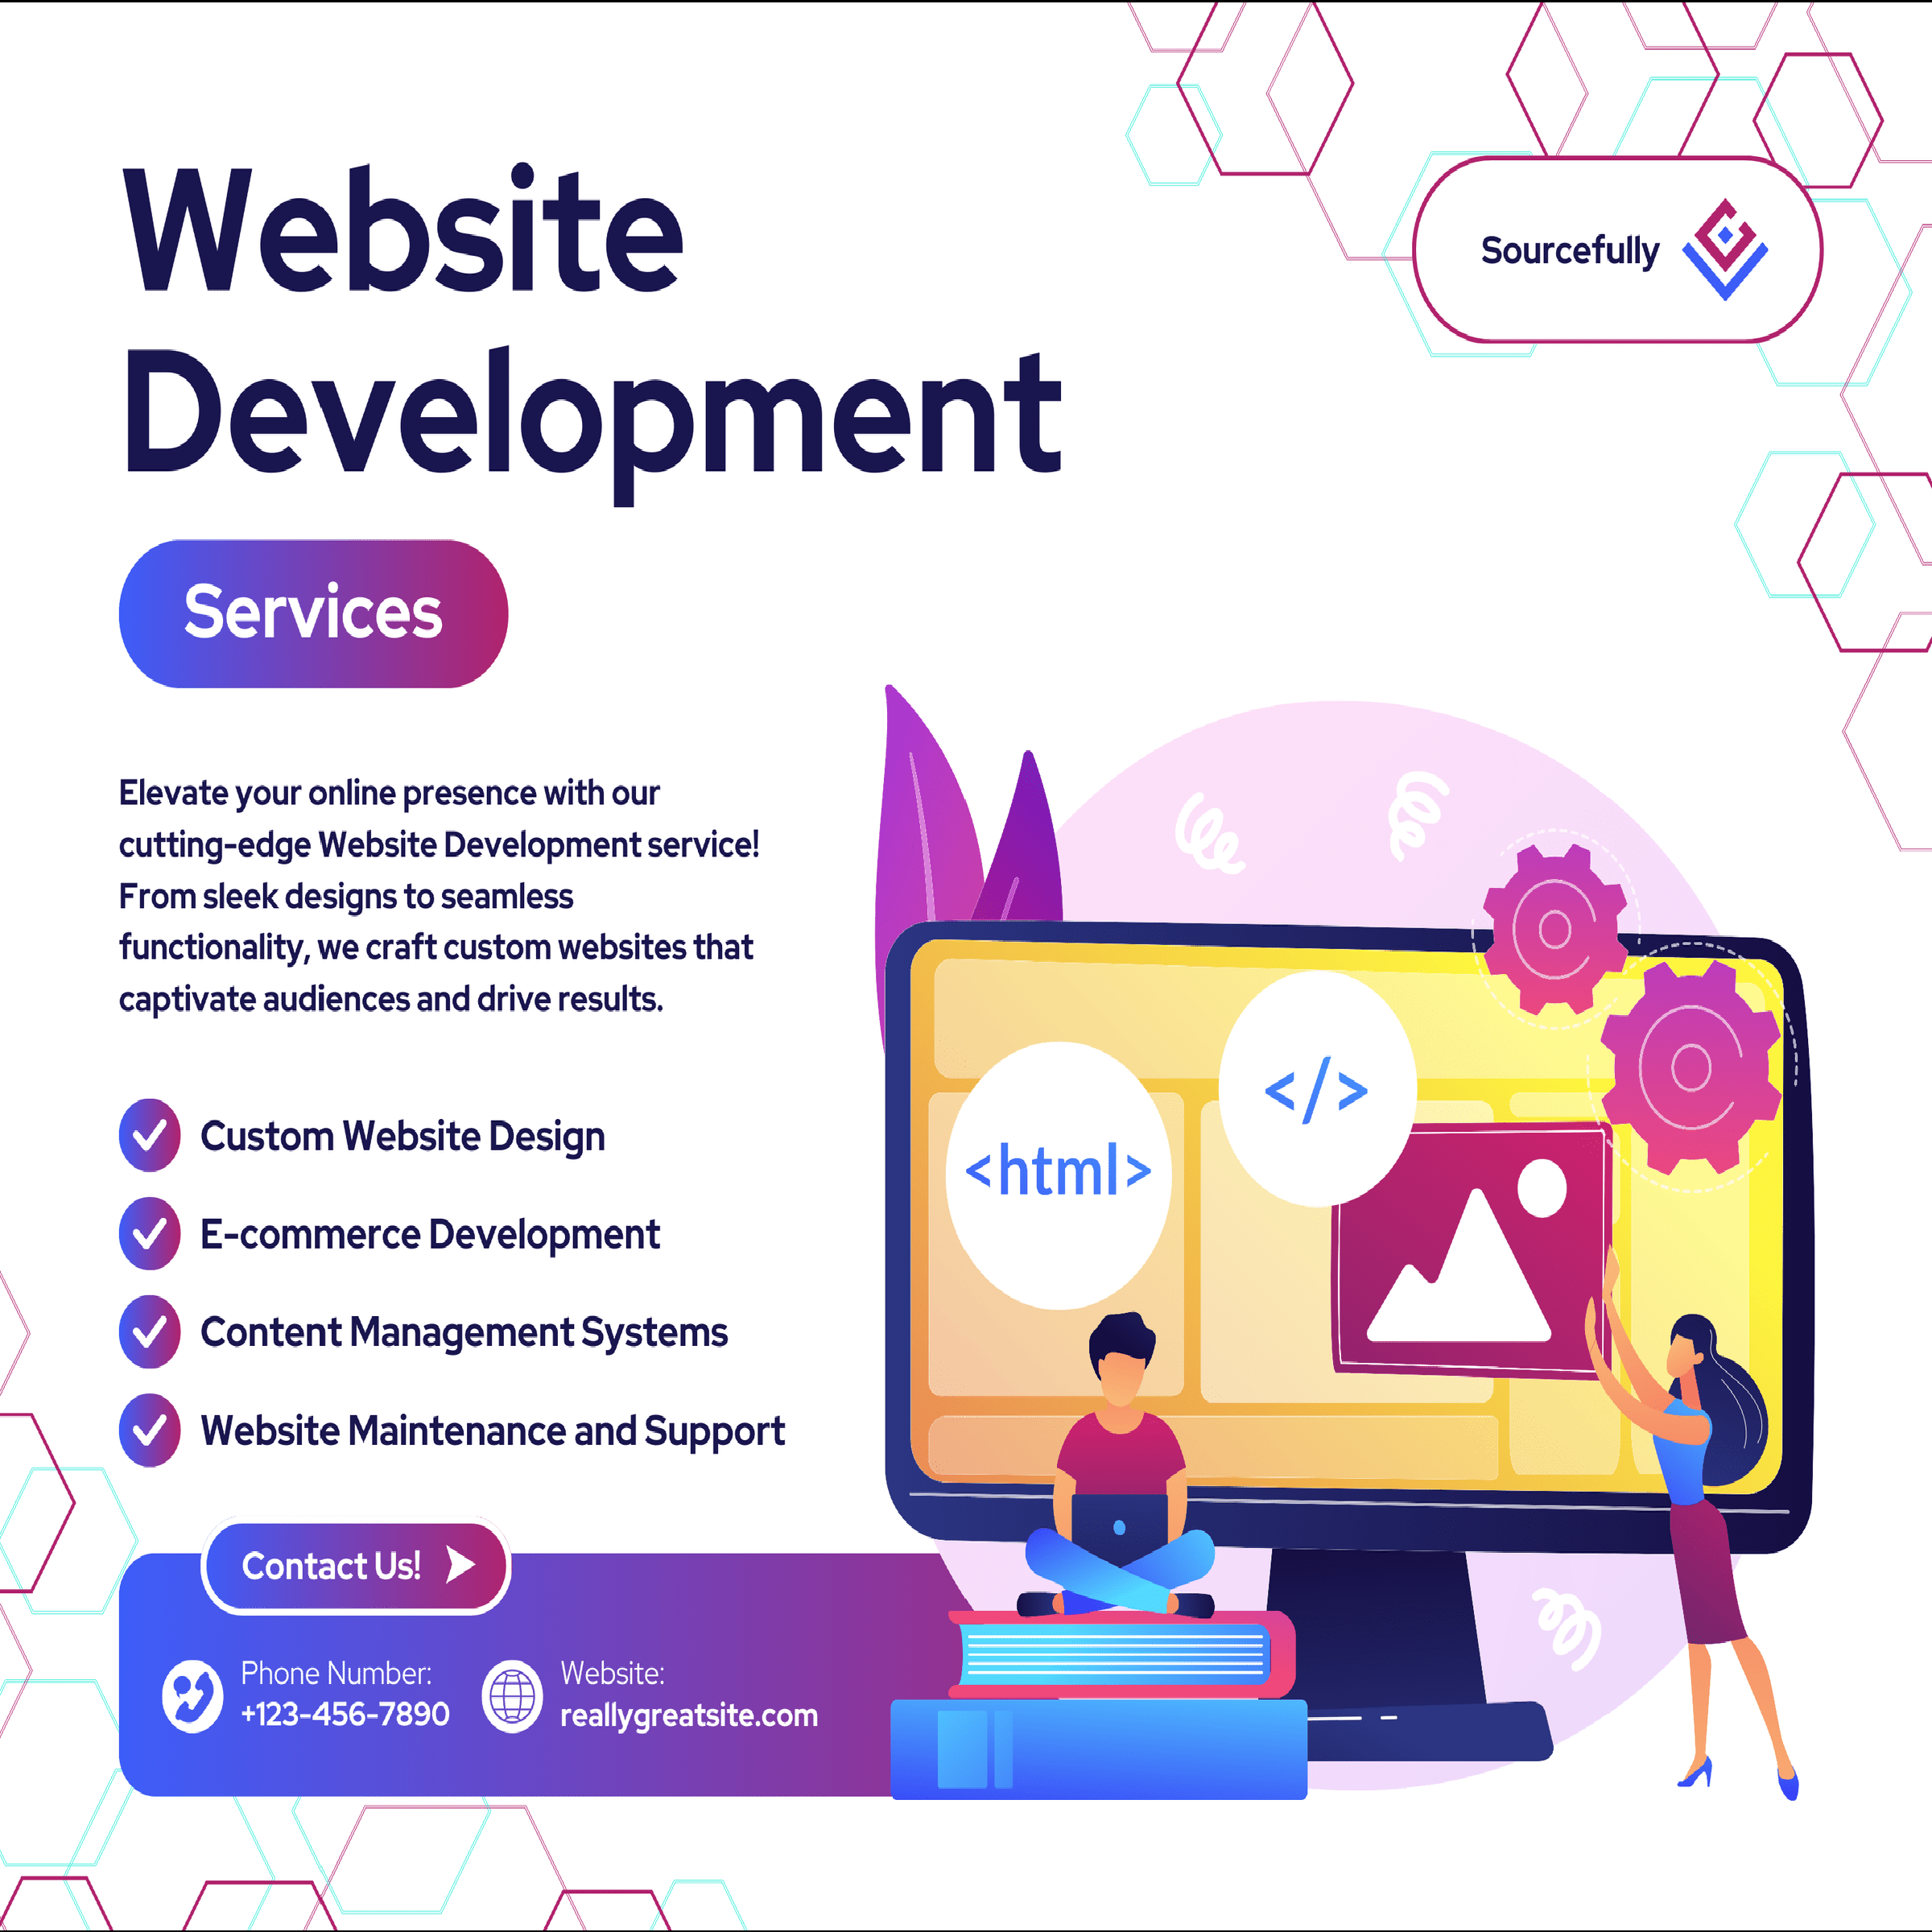 Website
Development
Sourcefully
Services
Elevate your online presence with our
cutting-edge Website Development service!
From sleek designs to seamless
functionality, we craft custom websites that
captivate audiences and drive results.
Custom Website Design
E-commerce Development
Content Management Systems
Website Maintenance and Support
<html>
</>
Contact Us!
Phone Number:
+123-456-7890
Website:
reallygreatsite.com